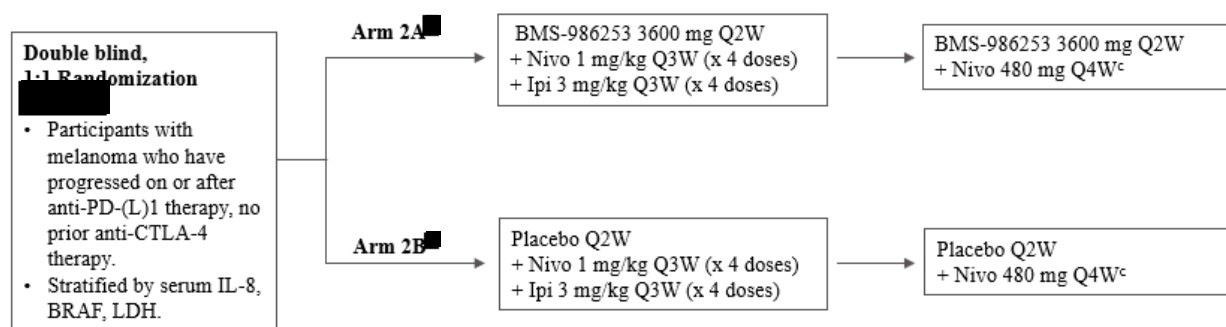 Double blind,
1:1 Randomization
• Participants with
melanoma who have
progressed on or after
anti-PD-(L)1 therapy, no
prior anti-CTLA-4
therapy.
• Stratified by serum IL-8,
BRAF, LDH.
Arm 2A
BMS-986253 3600 mg Q2W
+ Nivo 1 mg/kg Q3W (x 4 doses)
+ Ipi 3 mg/kg Q3W (x 4 doses)
BMS-986253 3600 mg Q2W
+ Nivo 480 mg Q4Wᶜ
Arm 2B
Placebo Q2W
+ Nivo 1 mg/kg Q3W (x 4 doses)
+ Ipi 3 mg/kg Q3W (x 4 doses)
Placebo Q2W
+ Nivo 480 mg Q4Wᶜ